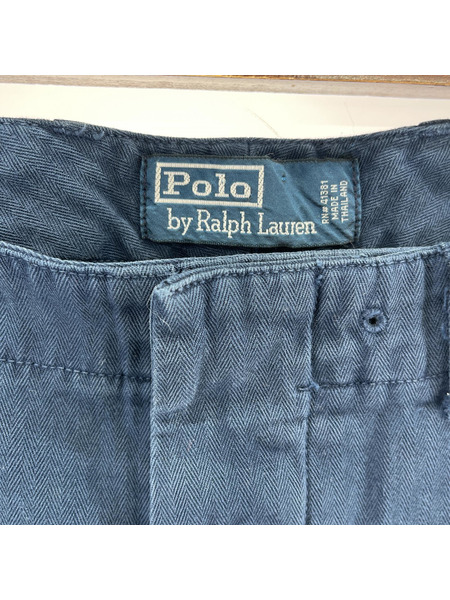 Polo
by Ralph Lauren
RN# 41381
MADE IN
THAILAND